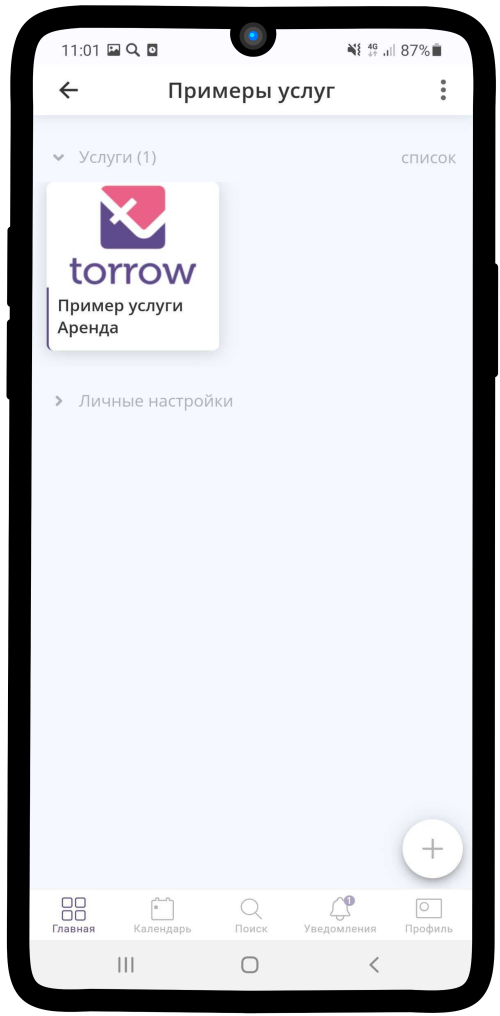 11:01 4G 87%
Примеры услуг
Услуги (1) список
torrow
Пример услуги
Аренда
Личные настройки
1
Главная Календарь Поиск Уведомления Профиль